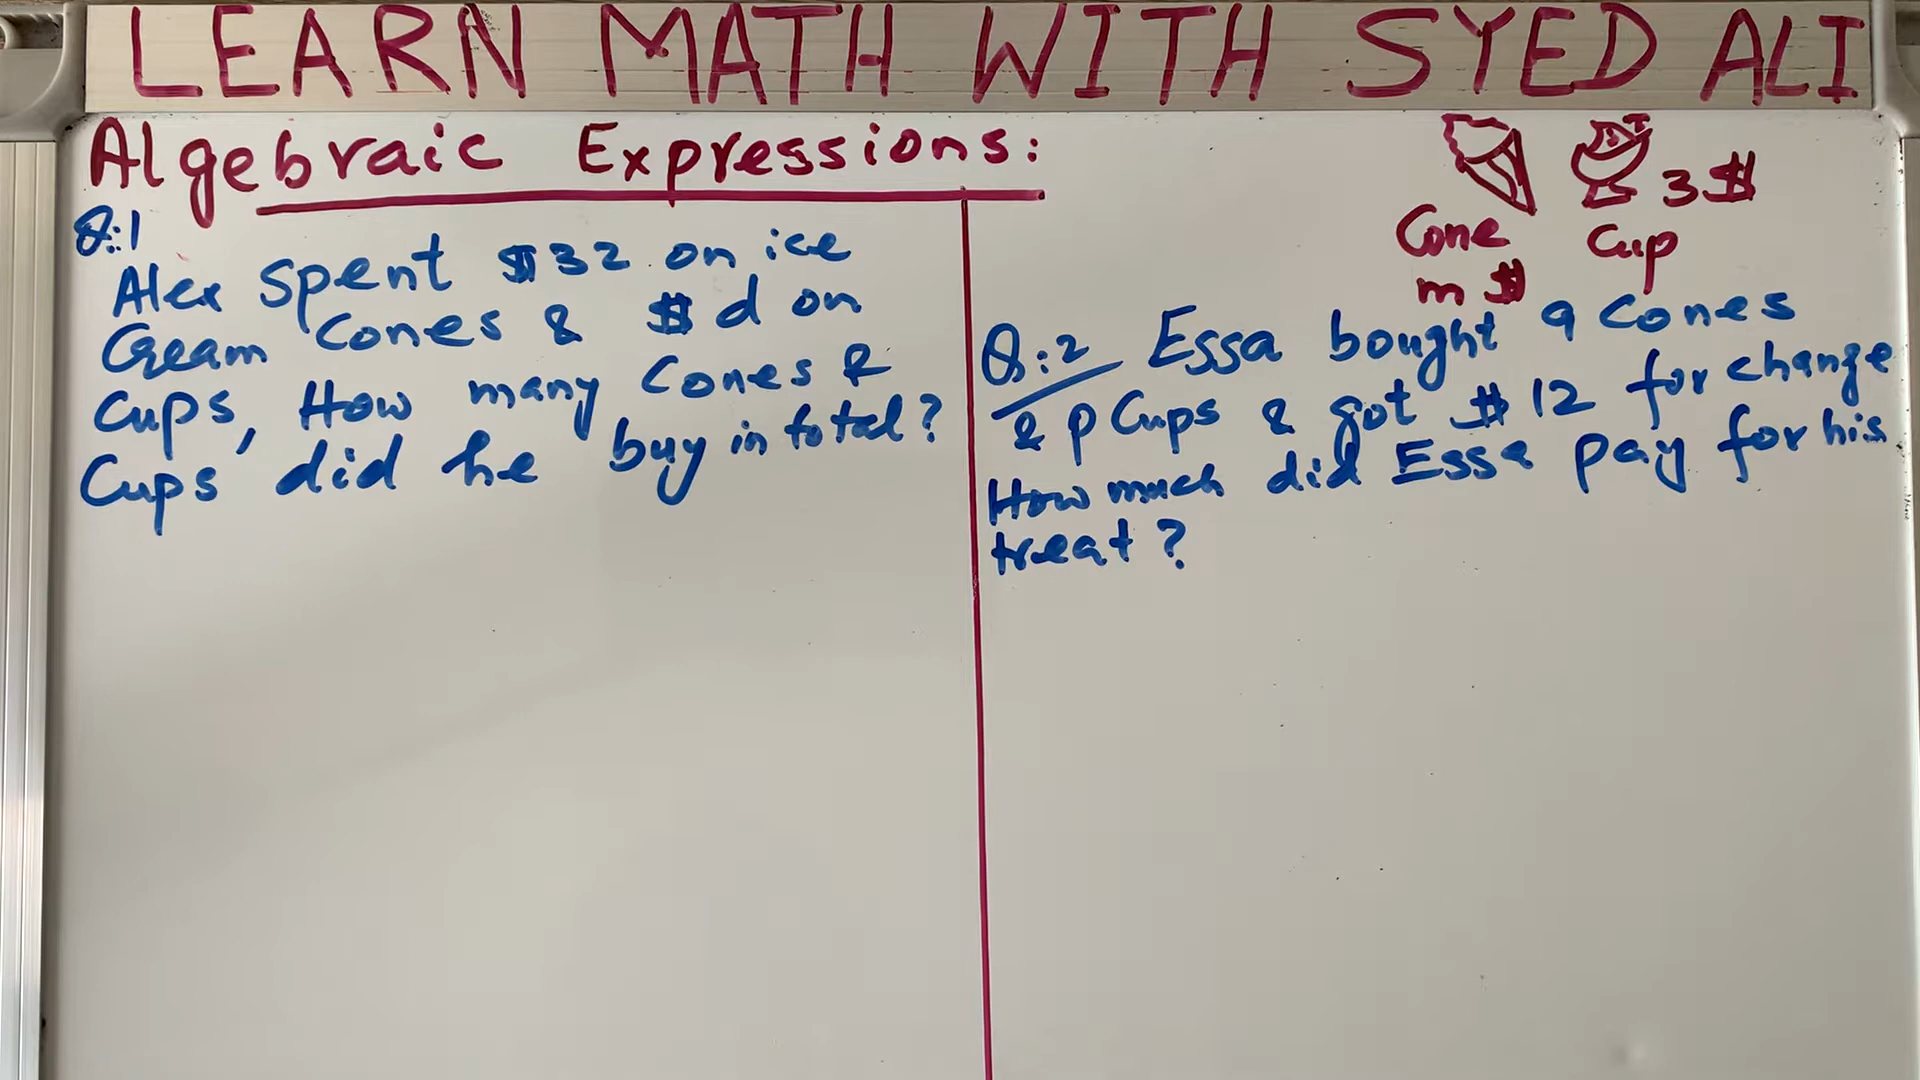 LEARN MATH WITH SYED ALI
Algebraic Expressions:
Q:1
Alex spent $32 on ice
Cream Cones & $ d on
Cups, How many Cones &
Cups did he buy in total?
3$
Cone Cup
m $
Q:2 Essa bought 9 Cones
& p Cups & got $12 for change
How much did Essa pay for his
treat?